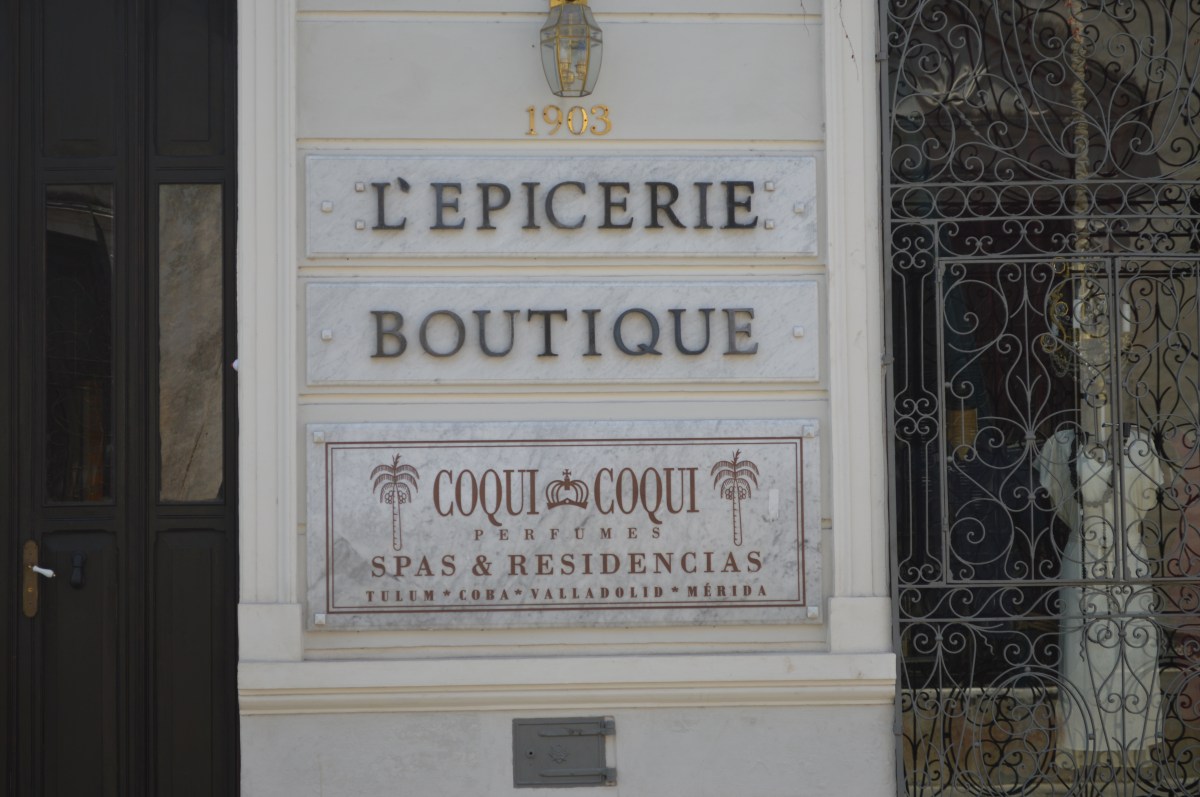 1903
L'EPICERIE
BOUTIQUE
COQUI COQUI
PERFUMES
SPAS & RESIDENCIAS
TULUM * COBA * VALLADOLID * MÉRIDA